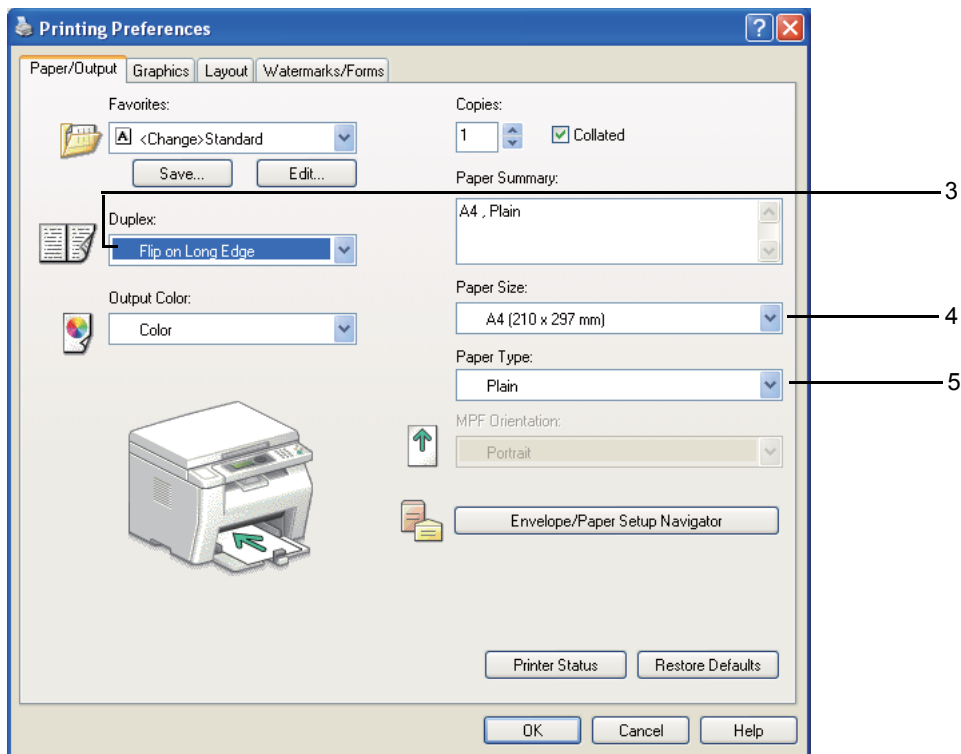 Printing Preferences
Paper/Output Graphics Layout Watermarks/Forms
Favorites:
A <Change>Standard
Save... Edit...
Duplex:
Flip on Long Edge
Output Color:
Color
Copies:
1 Collated
Paper Summary:
A4 , Plain
Paper Size:
A4 (210 x 297 mm)
Paper Type:
Plain
MPF Orientation:
Portrait
Envelope/Paper Setup Navigator
Printer Status Restore Defaults
OK Cancel Help
3
4
5